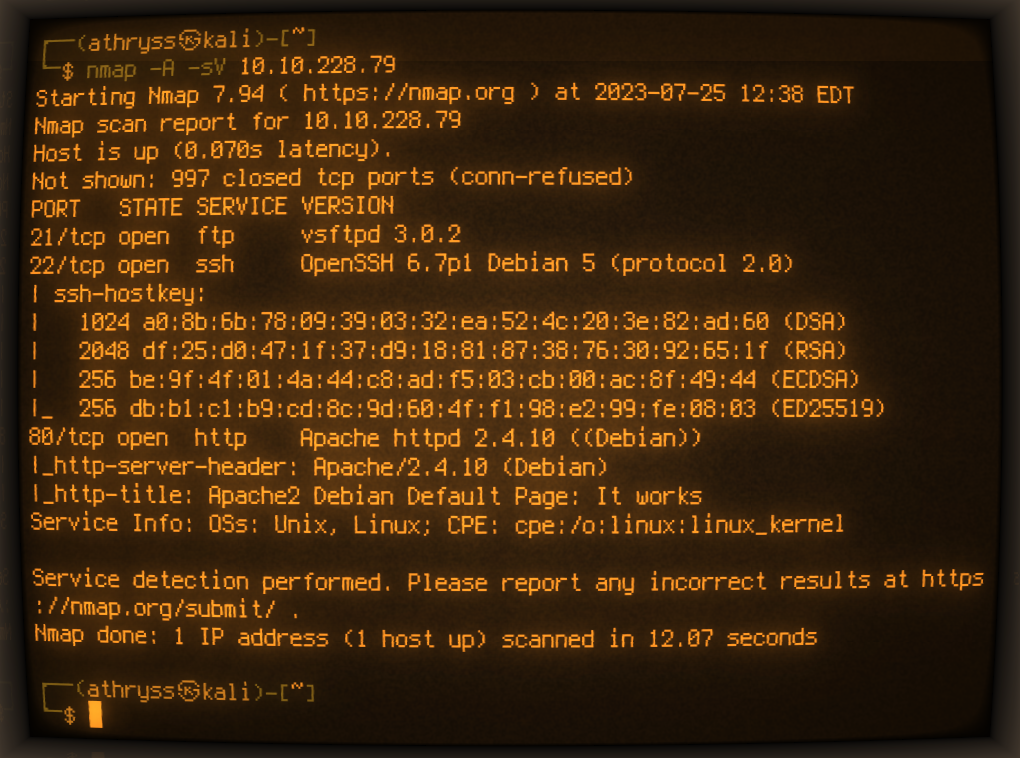 ┌──(athryss㉿kali)-[~]
└─$ nmap -A -sV 10.10.228.79
Starting Nmap 7.94 ( https://nmap.org ) at 2023-07-25 12:38 EDT
Nmap scan report for 10.10.228.79
Host is up (0.070s latency).
Not shown: 997 closed tcp ports (conn-refused)
PORT   STATE SERVICE VERSION
21/tcp open  ftp     vsftpd 3.0.2
22/tcp open  ssh     OpenSSH 6.7p1 Debian 5 (protocol 2.0)
| ssh-hostkey:
|   1024 a0:8b:6b:78:09:39:03:32:ea:52:4c:20:3e:82:ad:60 (DSA)
|   2048 df:25:d0:47:1f:37:d9:18:81:87:38:76:30:92:65:1f (RSA)
|   256 be:9f:4f:01:4a:44:c8:ad:f5:03:cb:00:ac:8f:49:44 (ECDSA)
|_  256 db:b1:c1:b9:cd:8c:9d:60:4f:f1:98:e2:99:fe:08:03 (ED25519)
80/tcp open  http    Apache httpd 2.4.10 ((Debian))
|_http-server-header: Apache/2.4.10 (Debian)
|_http-title: Apache2 Debian Default Page: It works
Service Info: OSs: Unix, Linux; CPE: cpe:/o:linux:linux_kernel
Service detection performed. Please report any incorrect results at https
://nmap.org/submit/ .
Nmap done: 1 IP address (1 host up) scanned in 12.07 seconds
┌──(athryss㉿kali)-[~]
└─$